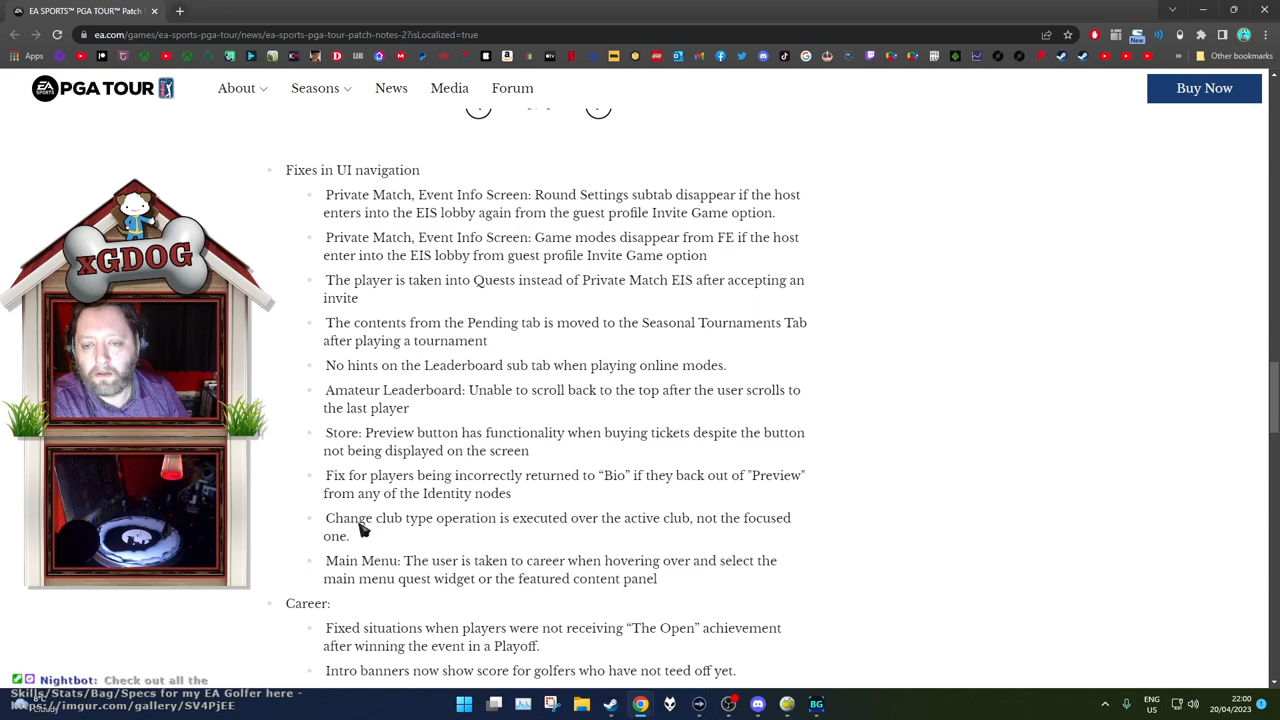 EA SPORTS™ PGA TOUR™ Patch
Apps
ea.com/games/ea-sports-pga-tour/news/ea-sports-pga-tour-patch-notes-2?isLocalized=true
New
EA SPORTS PGA TOUR
About
Seasons
News
Media
Forum
Buy Now
Fixes in UI navigation
Private Match, Event Info Screen: Round Settings subtab disappear if the host
enters into the EIS lobby again from the guest profile Invite Game option.
Private Match, Event Info Screen: Game modes disappear from FE if the host
enter into the EIS lobby from guest profile Invite Game option
The player is taken into Quests instead of Private Match EIS after accepting an
invite
The contents from the Pending tab is moved to the Seasonal Tournaments Tab
after playing a tournament
No hints on the Leaderboard sub tab when playing online modes.
Amateur Leaderboard: Unable to scroll back to the top after the user scrolls to
the last player
Store: Preview button has functionality when buying tickets despite the button
not being displayed on the screen
Fix for players being incorrectly returned to “Bio” if they back out of "Preview"
from any of the Identity nodes
Change club type operation is executed over the active club, not the focused
one.
Main Menu: The user is taken to career when hovering over and select the
main menu quest widget or the featured content panel
Career:
Fixed situations when players were not receiving “The Open” achievement
after winning the event in a Playoff.
Intro banners now show score for golfers who have not teed off yet.
xGDOG
Nightbot: Check out all the
Skills/Stats/Bag/Specs for my EA Golfer here -
https://imgur.com/gallery/SV4PjEE
8°C
Cloudy
BG
ENG
US
22:00
20/04/2023